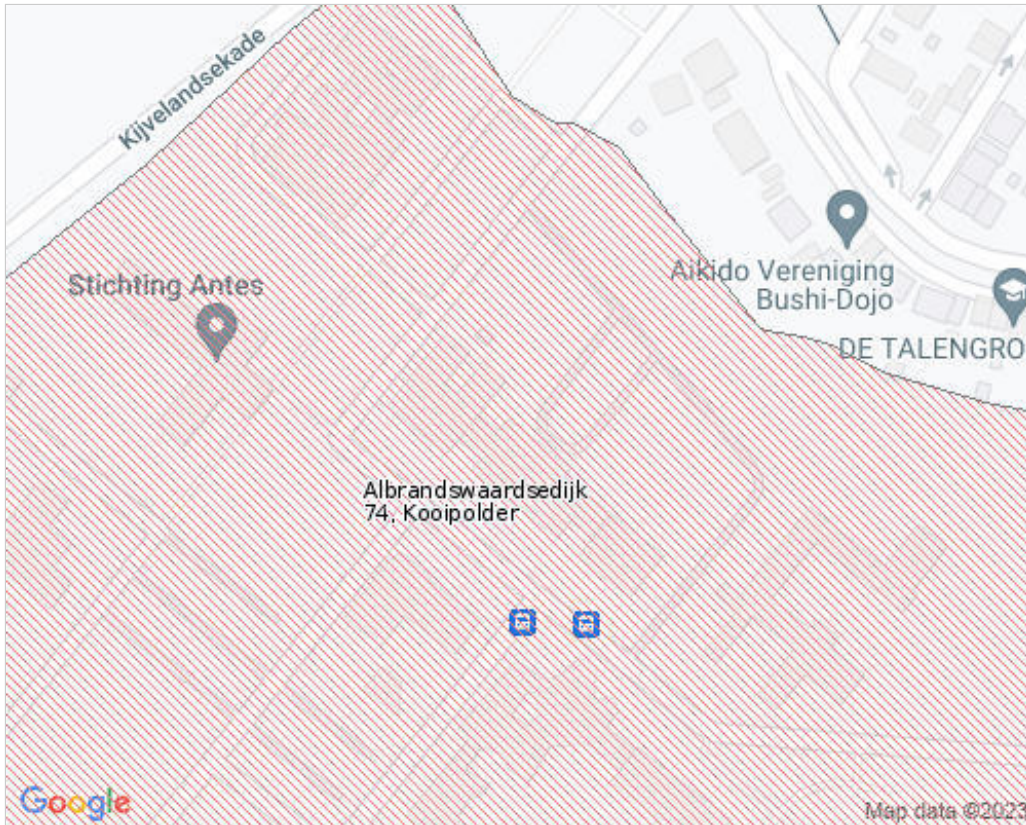 Kijvelandsekade
Stichting Antes
Aikido Vereniging
Bushi-Dojo
DE TALENGRO
Albrandswaardsedijk
74, Kooipolder
Google
Map data ©2023